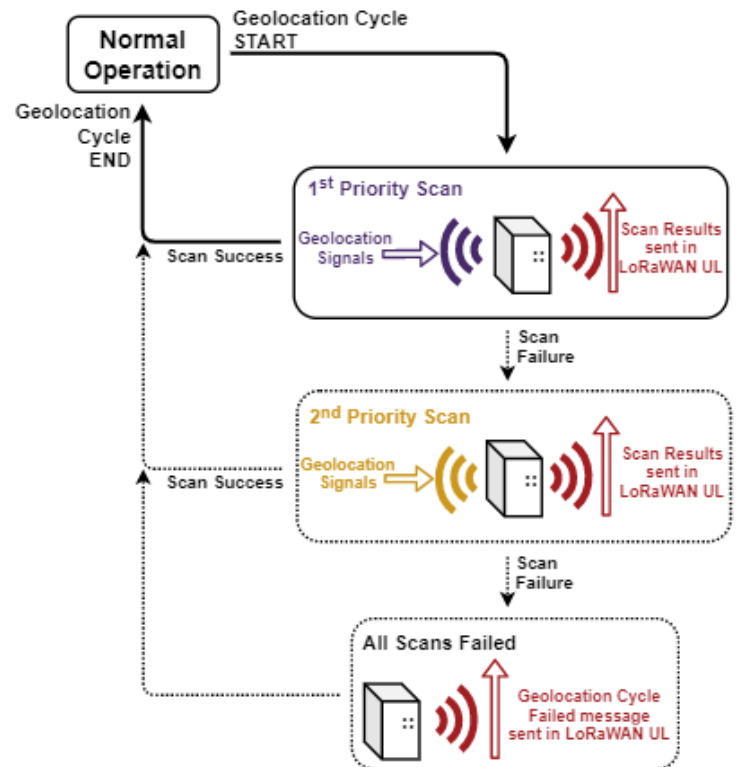 Normal
Operation
Geolocation Cycle
START
Geolocation
Cycle
END
1st Priority Scan
Geolocation
Signals
Scan Results
sent in
LoRaWAN UL
Scan Success
Scan
Failure
2nd Priority Scan
Geolocation
Signals
Scan Results
sent in
LoRaWAN UL
Scan Success
Scan
Failure
All Scans Failed
Geolocation Cycle
Failed message
sent in LoRaWAN UL